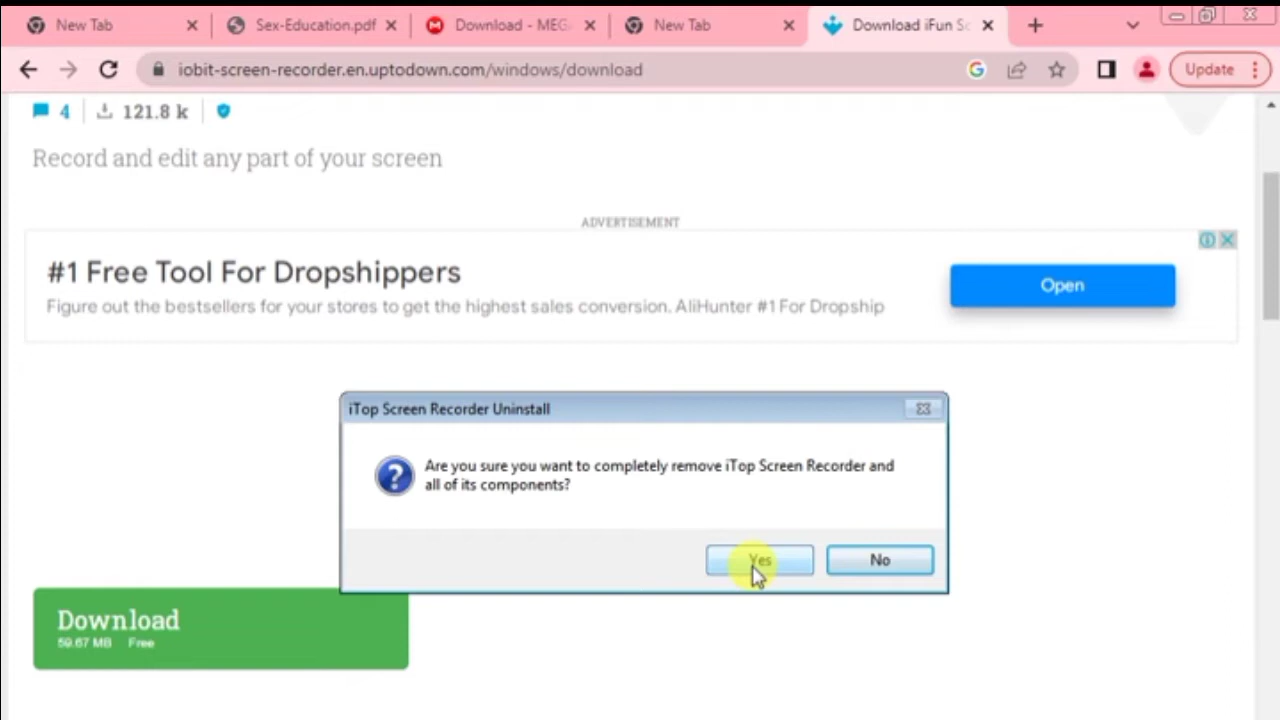 New Tab
Sex-Education.pdf
Download - MEG
New Tab
Download iFun Sc
iobit-screen-recorder.en.uptodown.com/windows/download
Update
4
121.8 k
Record and edit any part of your screen
ADVERTISEMENT
#1 Free Tool For Dropshippers
Figure out the bestsellers for your stores to get the highest sales conversion. AliHunter #1 For Dropship
Open
iTop Screen Recorder Uninstall
Are you sure you want to completely remove iTop Screen Recorder and
all of its components?
Yes
No
Download
59.67 MB Free